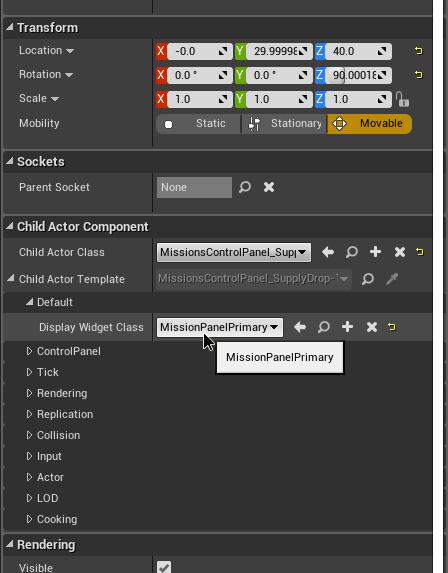 Transform
Location X -0.0 Y 29.99998 Z 40.0
Rotation X 0.0 ° Y 0.0 ° Z 90.00018
Scale X 1.0 Y 1.0 Z 1.0
Mobility Static Stationary Movable
Sockets
Parent Socket None
Child Actor Component
Child Actor Class MissionsControlPanel_Supp
Child Actor Template MissionsControlPanel_SupplyDrop-
Default
Display Widget Class MissionPanelPrimary
MissionPanelPrimary
ControlPanel
Tick
Rendering
Replication
Collision
Input
Actor
LOD
Cooking
Rendering
Visible